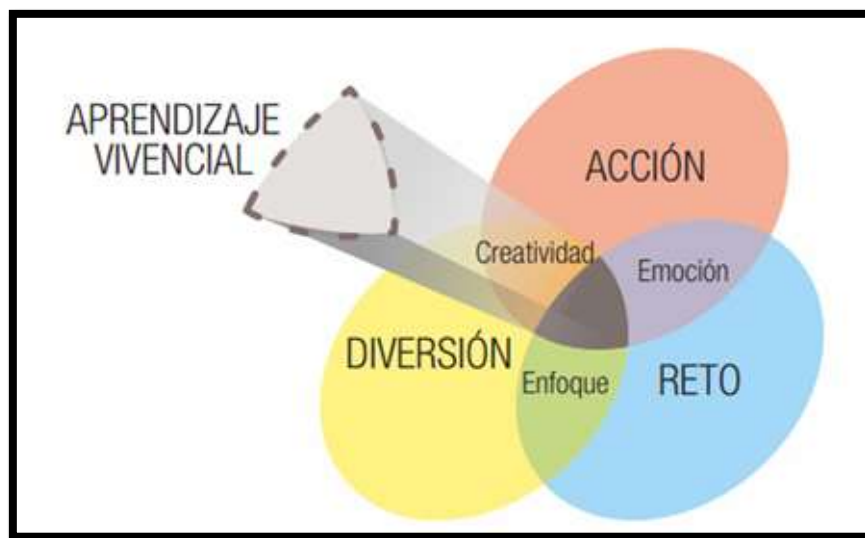 APRENDIZAJE
VIVENCIAL
ACCIÓN
Creatividad
Emoción
DIVERSIÓN
Enfoque
RETO